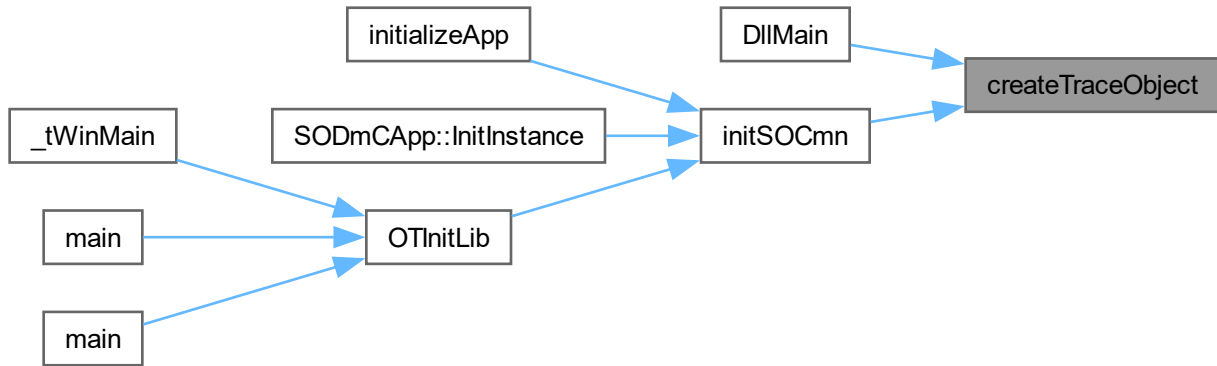 initializeApp
DllMain
createTraceObject
_tWinMain
SODmCApp::InitInstance
initSOCmn
main
OTInitLib
main